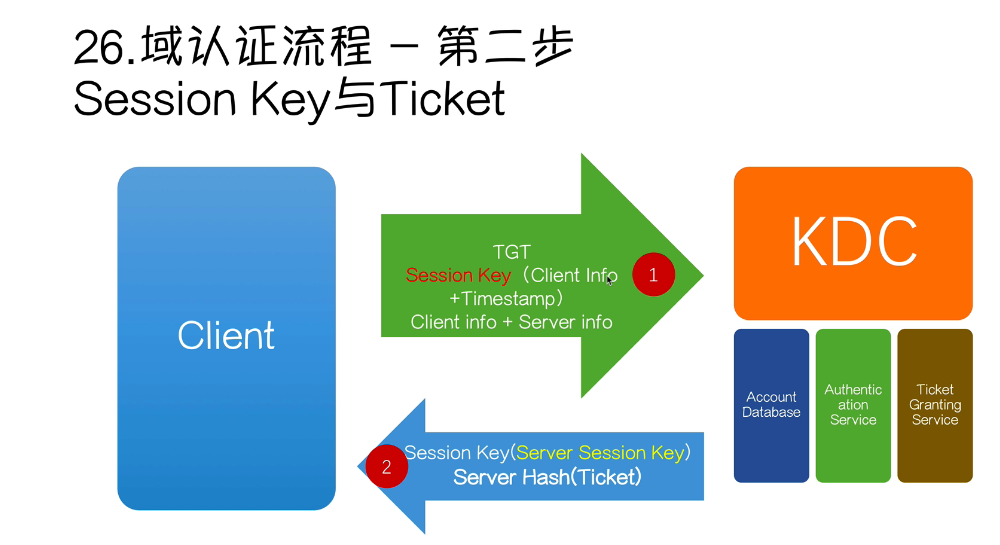 26.域认证流程 – 第二步
Session Key与Ticket
Client
TGT
Session Key（Client Info
+Timestamp）
Client info + Server info
1
KDC
Account
Database
Authentic
ation
Service
Ticket
Granting
Service
2
Session Key(Server Session Key)
Server Hash(Ticket)